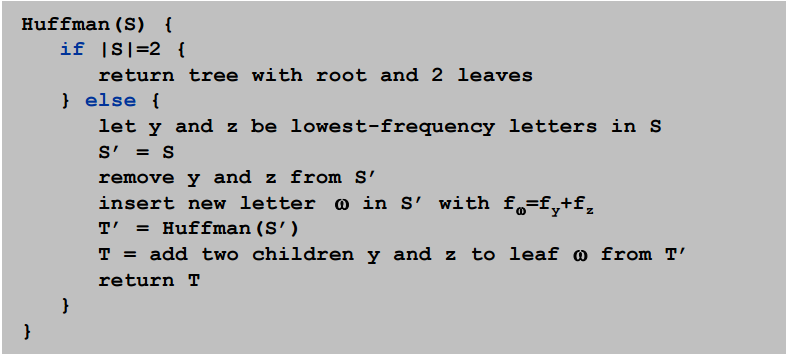 Huffman(S) {
if |S|=2 {
return tree with root and 2 leaves
} else {
let y and z be lowest-frequency letters in S
S’ = S
remove y and z from S’
insert new letter ω in S’ with fω=fy+fz
T’ = Huffman(S’)
T = add two children y and z to leaf ω from T’
return T
}
}